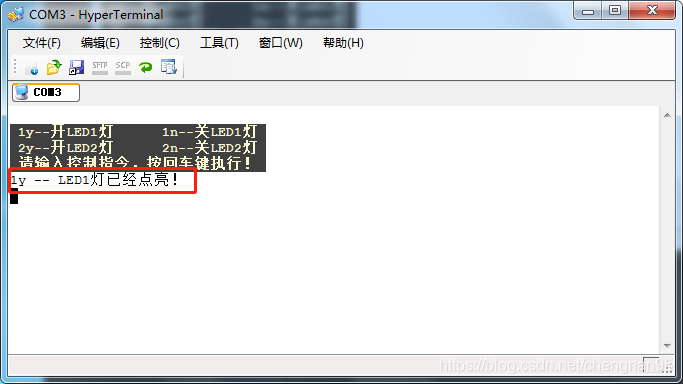 COM3 - HyperTerminal
文件(F) 编辑(E) 控制(C) 工具(T) 窗口(W) 帮助(H)
SFTP SCP
COM3
1y--开LED1灯 1n--关LED1灯
2y--开LED2灯 2n--关LED2灯
请输入控制指令，按回车键执行！
1y -- LED1灯已经点亮！
https://blog.csdn.net/chengnan95